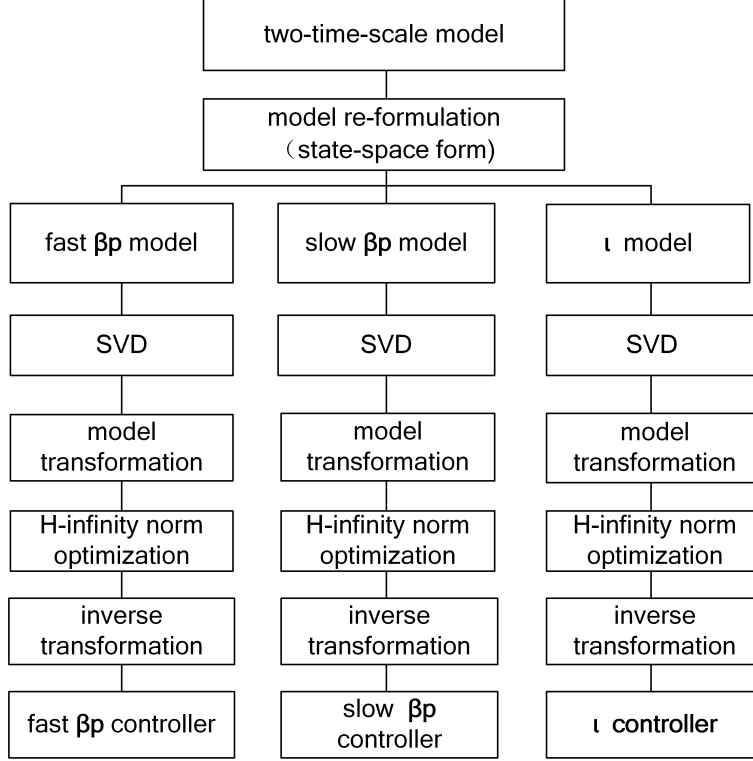 two-time-scale model
model re-formulation
（state-space form)
fast βp model
slow βp model
ι model
SVD
SVD
SVD
model
transformation
model
transformation
model
transformation
H-infinity norm
optimization
H-infinity norm
optimization
H-infinity norm
optimization
inverse
transformation
inverse
transformation
inverse
transformation
fast βp controller
slow βp
controller
ι controller